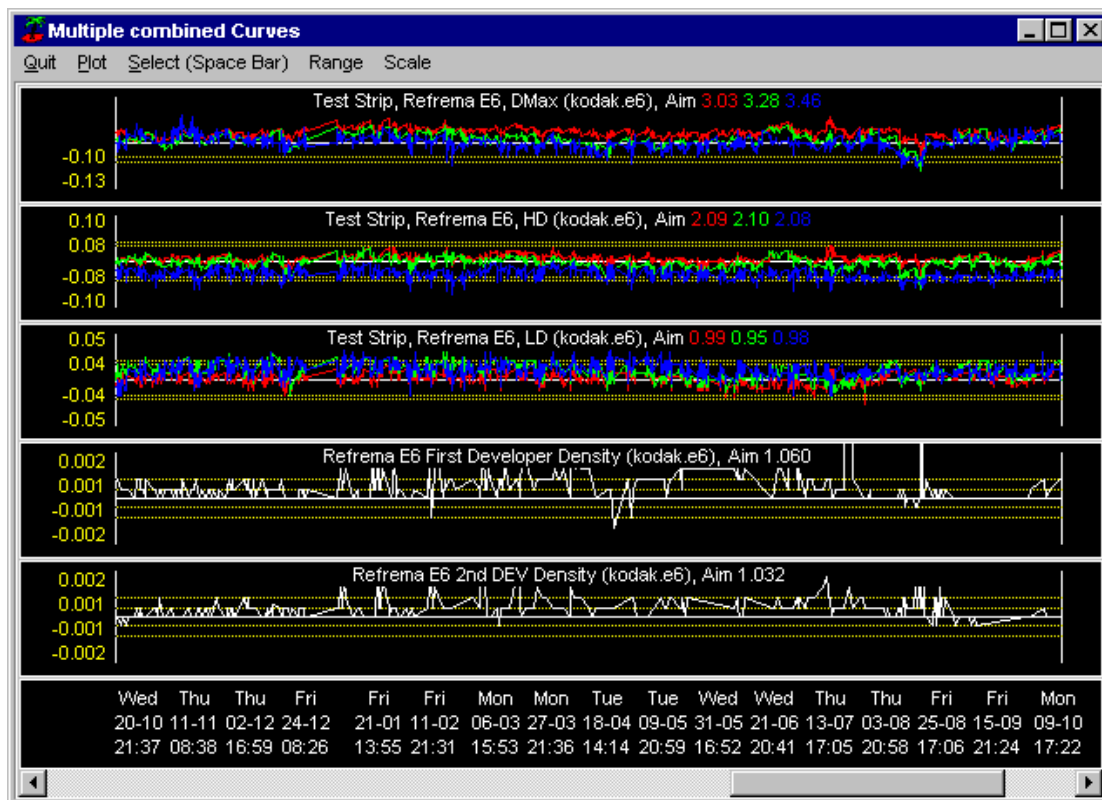 Multiple combined Curves
Quit Plot Select (Space Bar) Range Scale
Test Strip, Refrema E6, DMax (kodak.e6), Aim 3.03 3.28 3.46
-0.10
-0.13
Test Strip, Refrema E6, HD (kodak.e6), Aim 2.09 2.10 2.08
0.10
0.08
-0.08
-0.10
Test Strip, Refrema E6, LD (kodak.e6), Aim 0.99 0.95 0.98
0.05
0.04
-0.04
-0.05
Refrema E6 First Developer Density (kodak.e6), Aim 1.060
0.002
0.001
-0.001
-0.002
Refrema E6 2nd DEV Density (kodak.e6), Aim 1.032
0.002
0.001
-0.001
-0.002
Wed Thu Thu Fri Fri Fri Mon Mon Tue Tue Wed Wed Thu Thu Fri Fri Mon
20-10 11-11 02-12 24-12 21-01 11-02 06-03 27-03 18-04 09-05 31-05 21-06 13-07 03-08 25-08 15-09 09-10
21:37 08:38 16:59 08:26 13:55 21:31 15:53 21:36 14:14 20:59 16:52 20:41 17:05 20:58 17:06 21:24 17:22